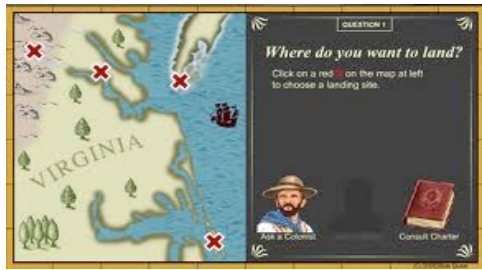 QUESTION 1
Where do you want to land?
Click on a red X on the map at left
to choose a landing site.
VIRGINIA
Ask a Colonist
Consult Charter